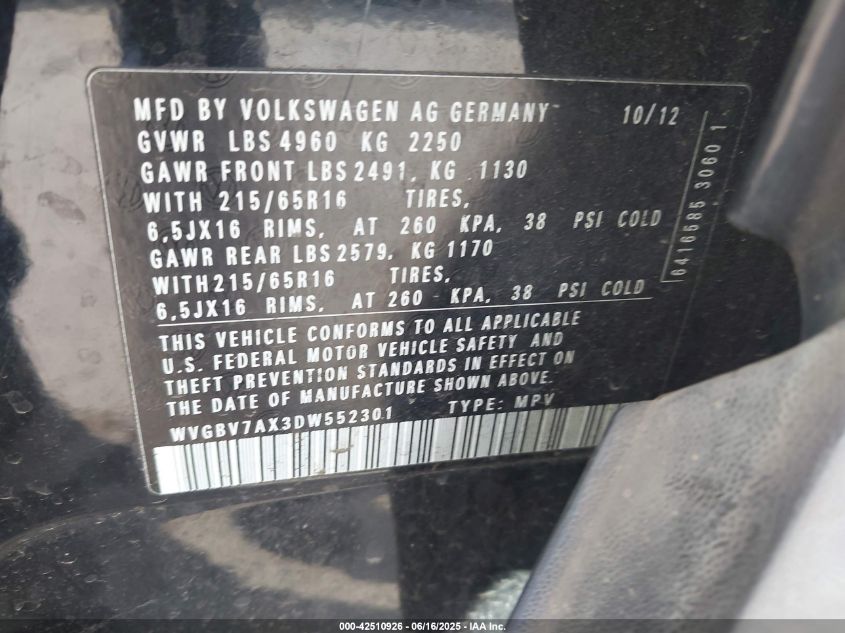 MFD BY VOLKSWAGEN AG GERMANY 10/12
GVWR LBS 4960 KG 2250
GAWR FRONT LBS 2491, KG 1130
WITH 215/65R16 TIRES,
6,5JX16 RIMS, AT 260 KPA, 38 PSI COLD
GAWR REAR LBS 2579, KG 1170
WITH 215/65R16 TIRES,
6,5JX16 RIMS, AT 260 KPA, 38 PSI COLD
THIS VEHICLE CONFORMS TO ALL APPLICABLE
U.S. FEDERAL MOTOR VEHICLE SAFETY AND
THEFT PREVENTION STANDARDS IN EFFECT ON
THE DATE OF MANUFACTURE SHOWN ABOVE.
WVGBV7AX3DW552301 TYPE: MPV
6416585 3060 1
000-42510926 - 06/16/2025 - IAA Inc.